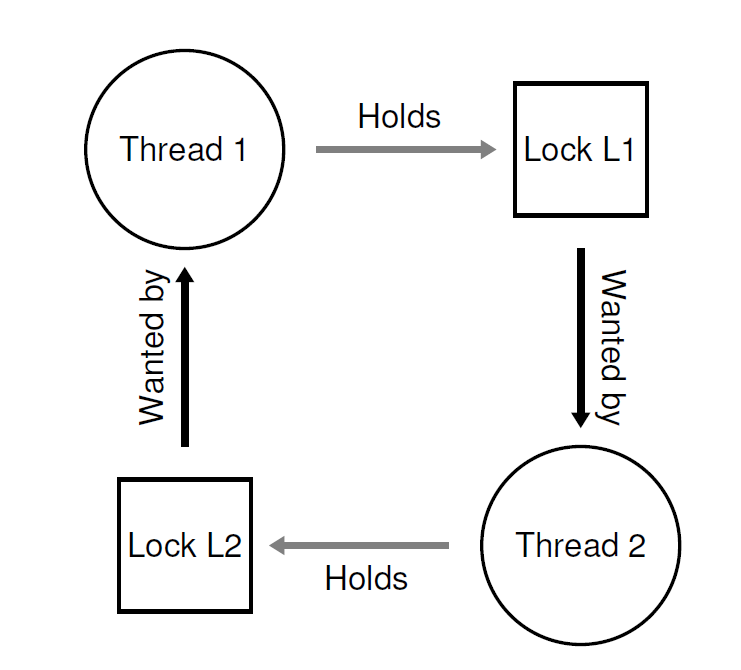 Holds
Thread 1
Lock L1
Wanted by
Wanted by
Lock L2
Thread 2
Holds